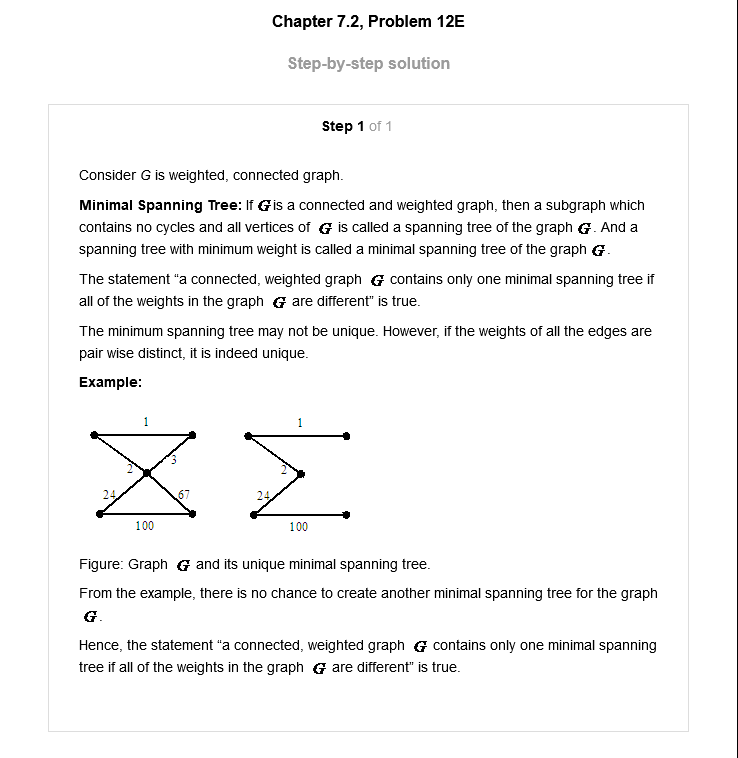 Chapter 7.2, Problem 12E
Step-by-step solution
Step 1 of 1
Consider G is weighted, connected graph.
Minimal Spanning Tree: If G is a connected and weighted graph, then a subgraph which
contains no cycles and all vertices of G is called a spanning tree of the graph G. And a
spanning tree with minimum weight is called a minimal spanning tree of the graph G.
The statement “a connected, weighted graph G contains only one minimal spanning tree if
all of the weights in the graph G are different” is true.
The minimum spanning tree may not be unique. However, if the weights of all the edges are
pair wise distinct, it is indeed unique.
Example:
1 1
2 3 2
24 67 24
100 100
Figure: Graph G and its unique minimal spanning tree.
From the example, there is no chance to create another minimal spanning tree for the graph
G.
Hence, the statement “a connected, weighted graph G contains only one minimal spanning
tree if all of the weights in the graph G are different” is true.